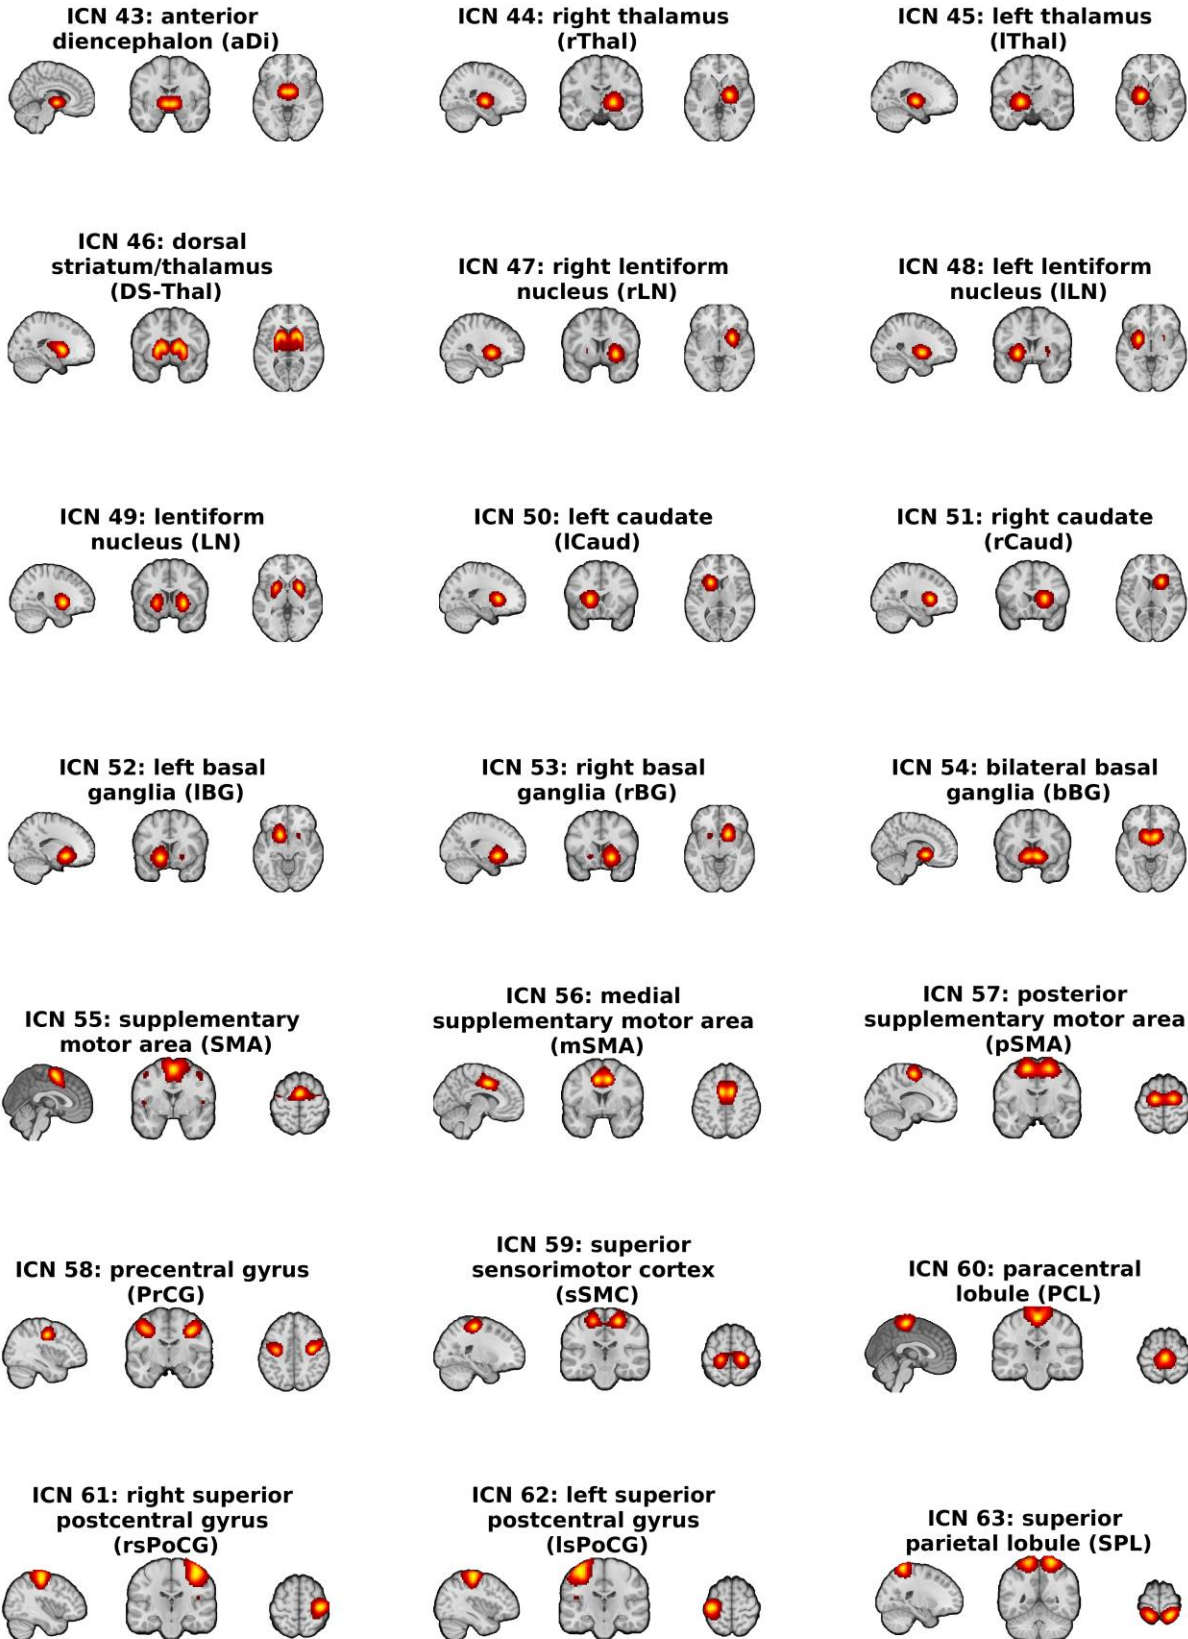 ICN 43: anterior
diencephalon (aDi)
ICN 44: right thalamus
(rThal)
ICN 45: left thalamus
(lThal)
ICN 46: dorsal
striatum/thalamus
(DS-Thal)
ICN 47: right lentiform
nucleus (rLN)
ICN 48: left lentiform
nucleus (lLN)
ICN 49: lentiform
nucleus (LN)
ICN 50: left caudate
(lCaud)
ICN 51: right caudate
(rCaud)
ICN 52: left basal
ganglia (lBG)
ICN 53: right basal
ganglia (rBG)
ICN 54: bilateral basal
ganglia (bBG)
ICN 55: supplementary
motor area (SMA)
ICN 56: medial
supplementary motor area
(mSMA)
ICN 57: posterior
supplementary motor area
(pSMA)
ICN 58: precentral gyrus
(PrCG)
ICN 59: superior
sensorimotor cortex
(sSMC)
ICN 60: paracentral
lobule (PCL)
ICN 61: right superior
postcentral gyrus
(rsPoCG)
ICN 62: left superior
postcentral gyrus
(lsPoCG)
ICN 63: superior
parietal lobule (SPL)